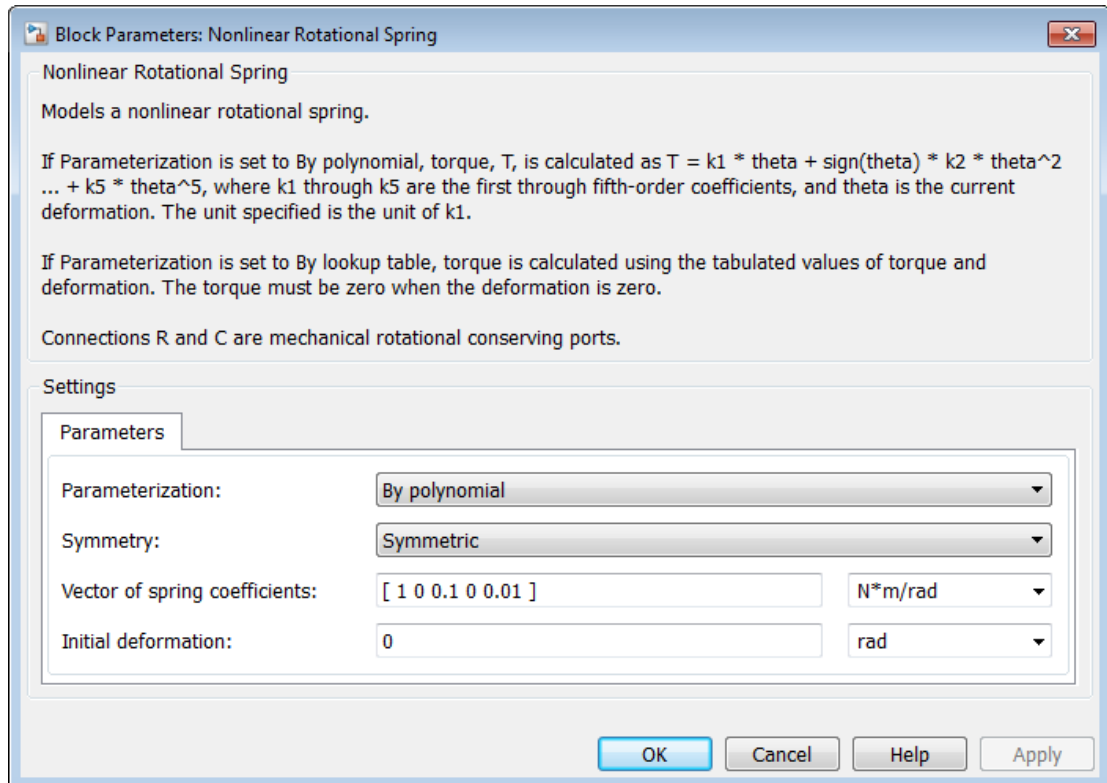 Block Parameters: Nonlinear Rotational Spring
Nonlinear Rotational Spring
Models a nonlinear rotational spring.
If Parameterization is set to By polynomial, torque, T, is calculated as T = k1 * theta + sign(theta) * k2 * theta^2
... + k5 * theta^5, where k1 through k5 are the first through fifth-order coefficients, and theta is the current
deformation. The unit specified is the unit of k1.
If Parameterization is set to By lookup table, torque is calculated using the tabulated values of torque and
deformation. The torque must be zero when the deformation is zero.
Connections R and C are mechanical rotational conserving ports.
Settings
Parameters
Parameterization: By polynomial
Symmetry: Symmetric
Vector of spring coefficients: [ 1 0 0.1 0 0.01 ] N*m/rad
Initial deformation: 0 rad
OK Cancel Help Apply